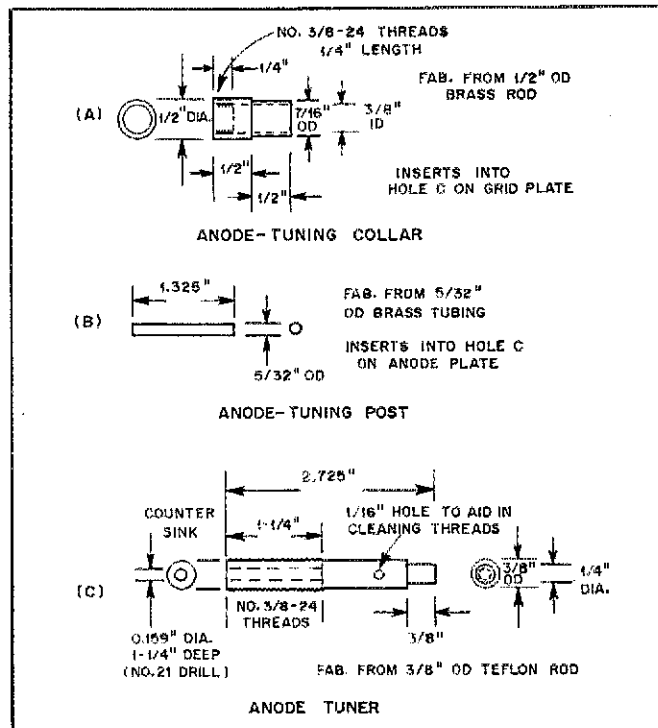 NO. 3/8-24 THREADS
1/4" LENGTH
1/4"
FAB. FROM 1/2" OD
BRASS ROD
(A)
1/2" DIA.
7/16"
OD
3/8"
ID
1/2"
1/2"
INSERTS INTO
HOLE C ON GRID PLATE
ANODE-TUNING COLLAR
1.325"
FAB. FROM 5/32"
OD BRASS TUBING
(B)
INSERTS INTO HOLE C
ON ANODE PLATE
5/32" OD
ANODE-TUNING POST
2.725"
COUNTER
SINK
1-1/4"
1/16" HOLE TO AID IN
CLEANING THREADS
(C)
3/8"
OD
1/4"
DIA.
NO. 3/8-24
THREADS
3/8"
0.159" DIA.
1-1/4" DEEP
(NO. 21 DRILL)
FAB. FROM 3/8" OD TEFLON ROD
ANODE TUNER